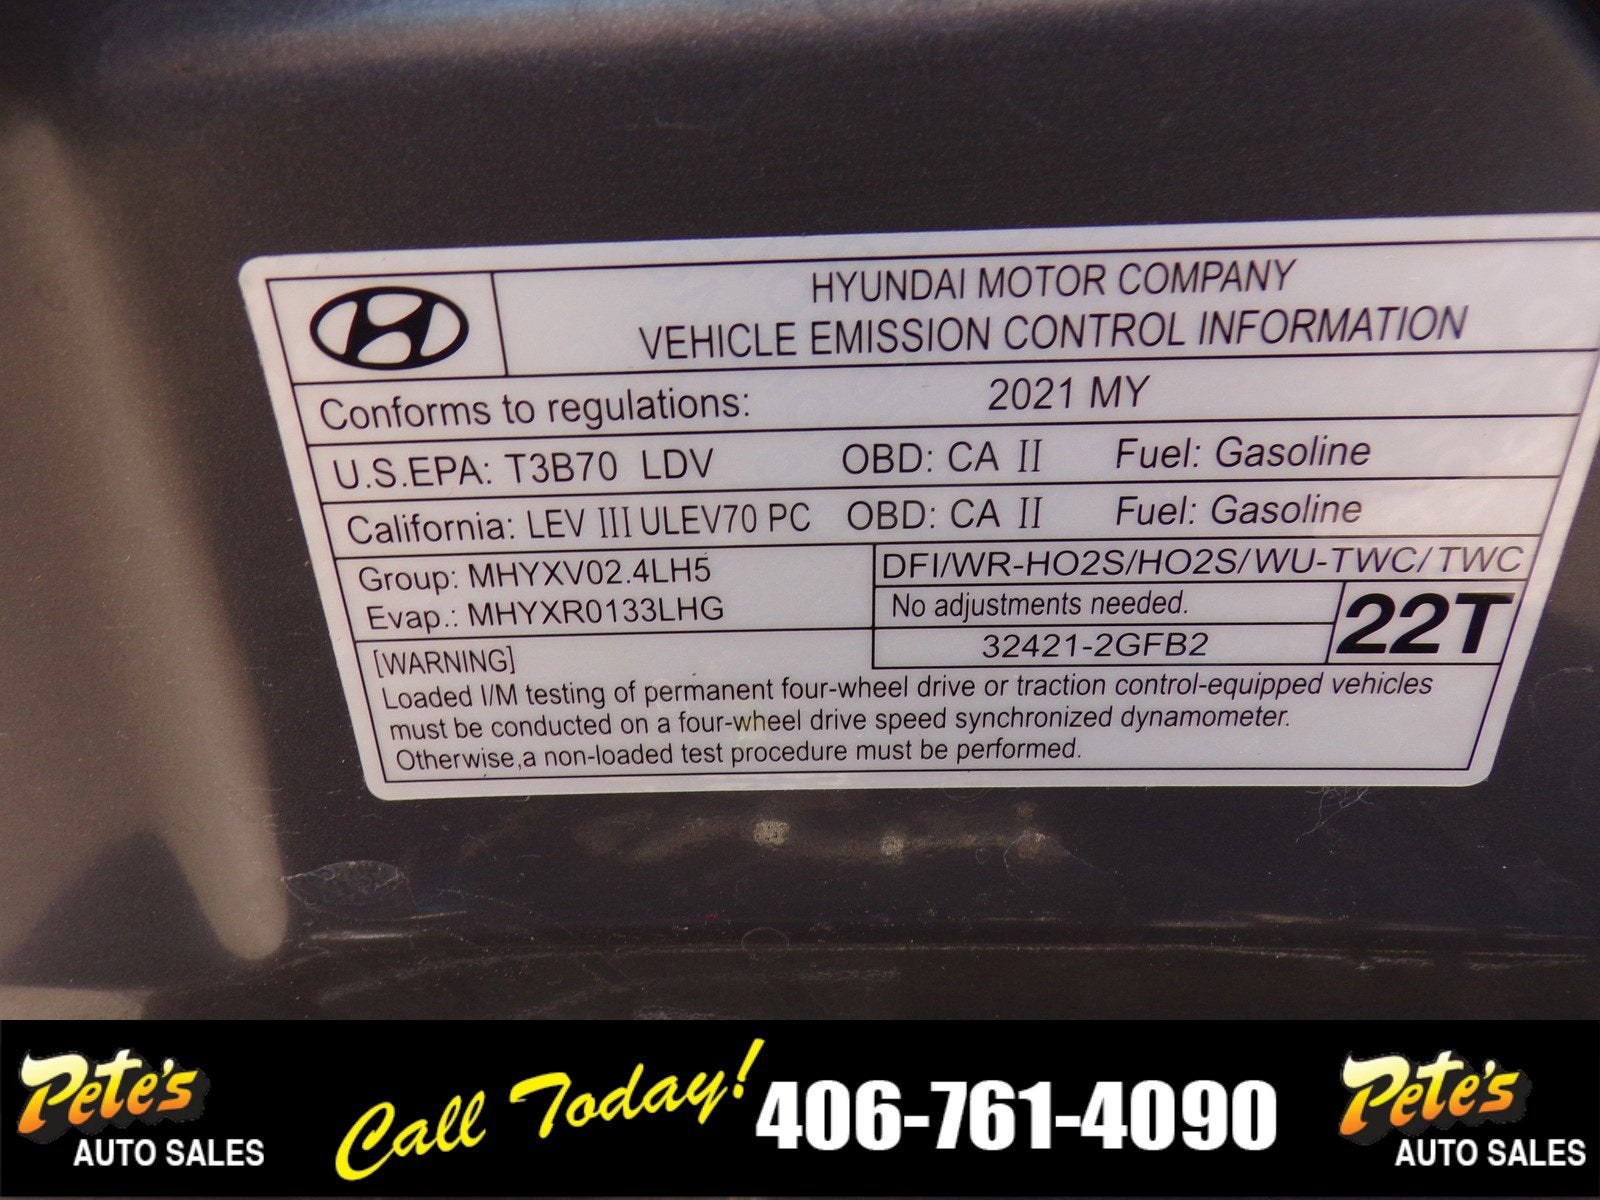 HYUNDAI MOTOR COMPANY
VEHICLE EMISSION CONTROL INFORMATION
Conforms to regulations: 2021 MY
U.S.EPA: T3B70 LDV OBD: CA II Fuel: Gasoline
California: LEV III ULEV70 PC OBD: CA II Fuel: Gasoline
Group: MHYXV02.4LH5
Evap.: MHYXR0133LHG
DFI/WR-HO2S/HO2S/WU-TWC/TWC
No adjustments needed.
32421-2GFB2
22T
[WARNING]
Loaded I/M testing of permanent four-wheel drive or traction control-equipped vehicles
must be conducted on a four-wheel drive speed synchronized dynamometer.
Otherwise,a non-loaded test procedure must be performed.
Pete's
AUTO SALES
Call Today!
406-761-4090
Pete's
AUTO SALES